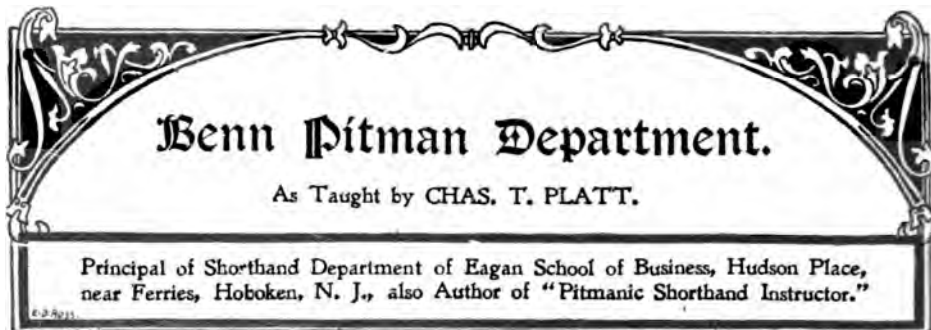 Benn Pitman Department.
As Taught by CHAS. T. PLATT.
Principal of Shorthand Department of Eagan School of Business, Hudson Place,
near Ferries, Hoboken, N. J., also Author of "Pitmanic Shorthand Instructor."